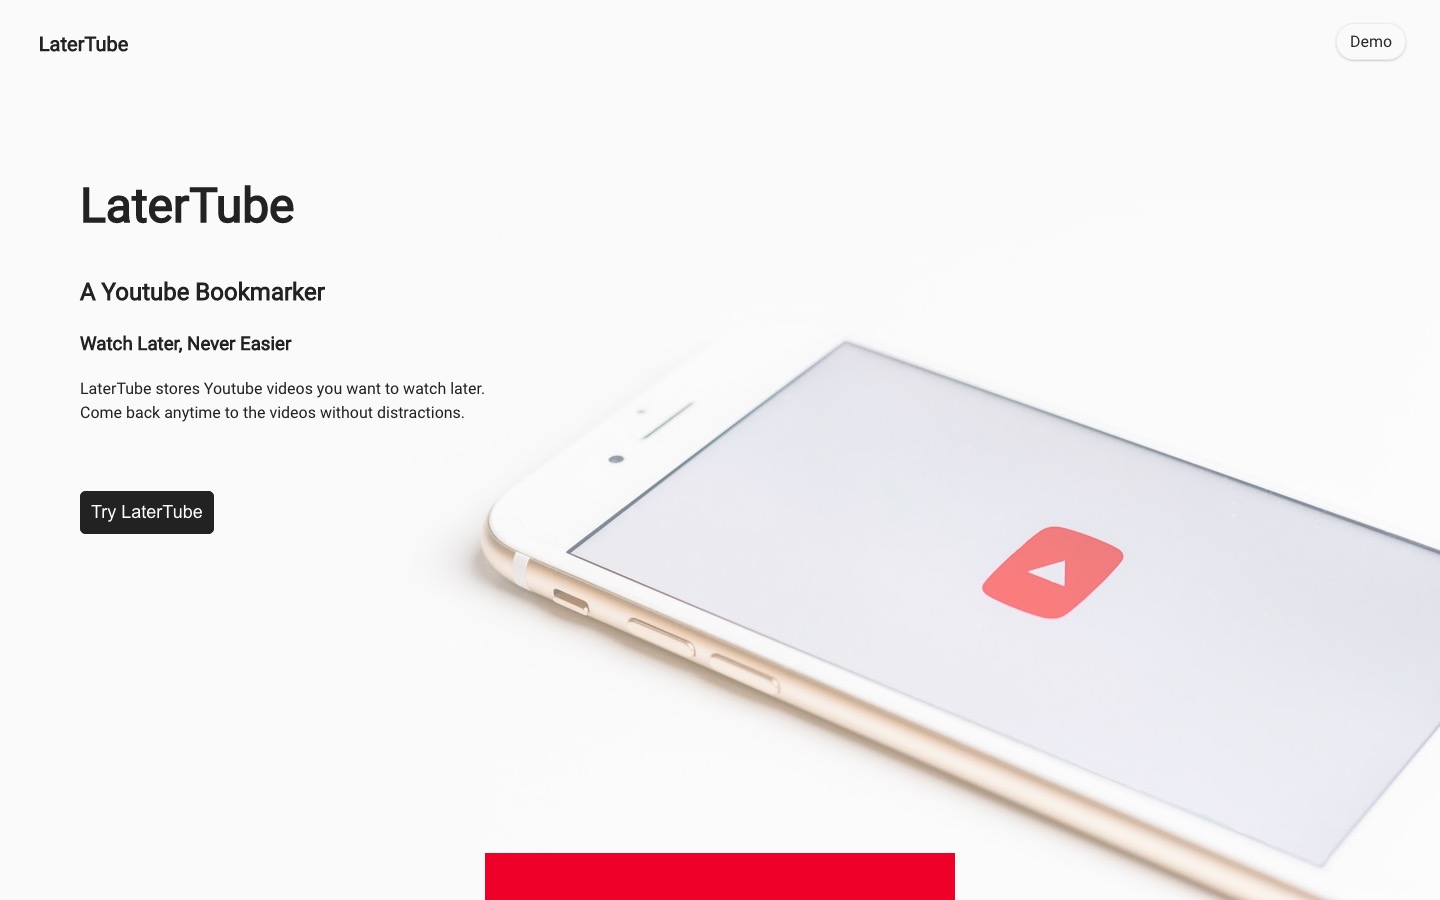 LaterTube
Demo
LaterTube
A Youtube Bookmarker
Watch Later, Never Easier
LaterTube stores Youtube videos you want to watch later.
Come back anytime to the videos without distractions.
Try LaterTube